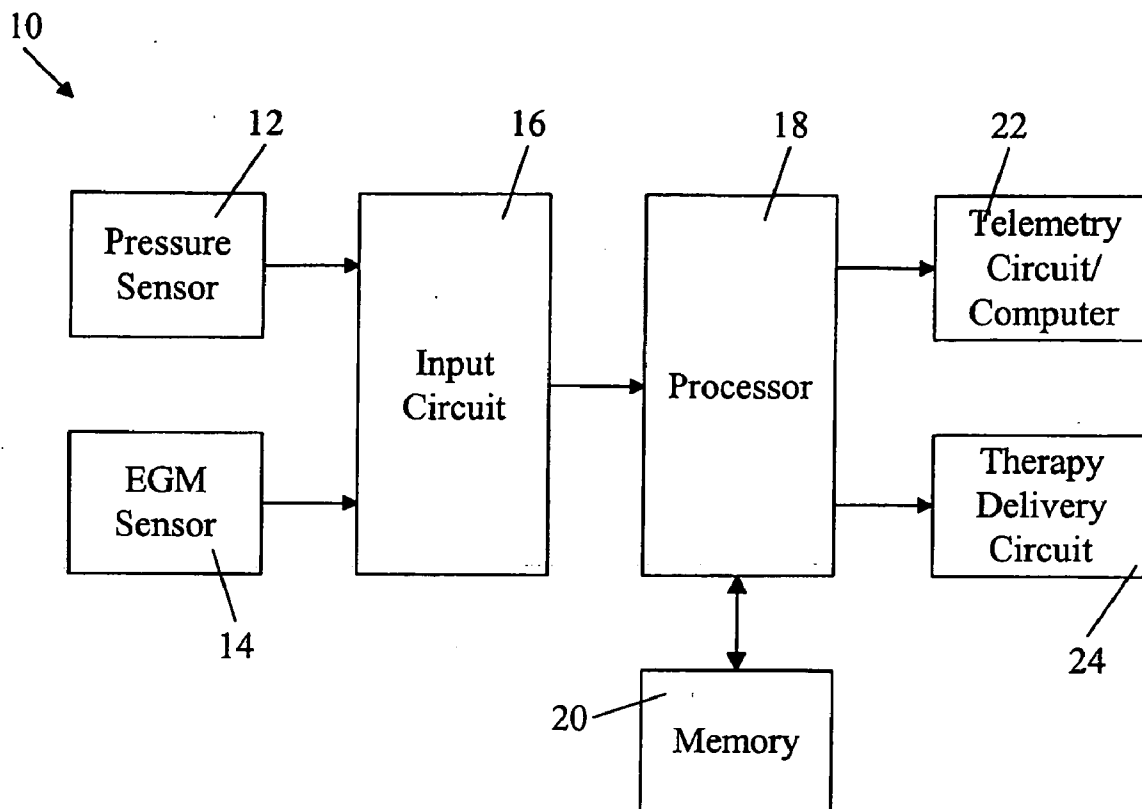 10
12
16
18
22
Pressure
Sensor
Input
Circuit
Processor
Telemetry
Circuit/
Computer
EGM
Sensor
Therapy
Delivery
Circuit
14
24
20
Memory